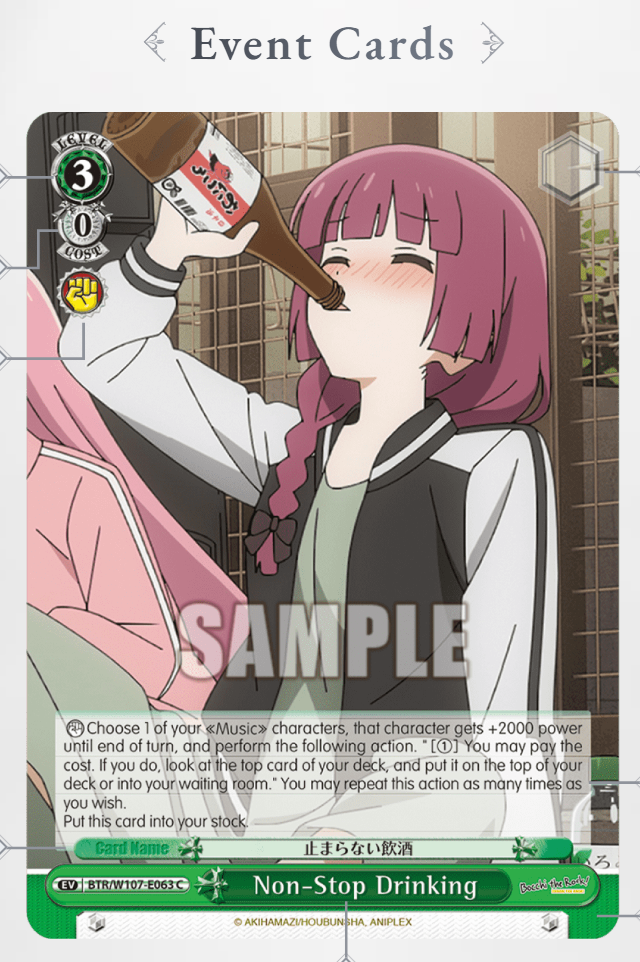 Event Cards
LEVEL
3
0
COST
SAMPLE
Choose 1 of your «Music» characters, that character gets +2000 power
until end of turn, and perform the following action. " [①] You may pay the
cost. If you do, look at the top card of your deck, and put it on the top of your
deck or into your waiting room." You may repeat this action as many times as
you wish.
Put this card into your stock.
Card Name
止まらない飲酒
EV
BTR/W107-E063 C
Non-Stop Drinking
Bocchi the Rock!
© AKIHAMAZI/HOUBUNSHA, ANIPLEX